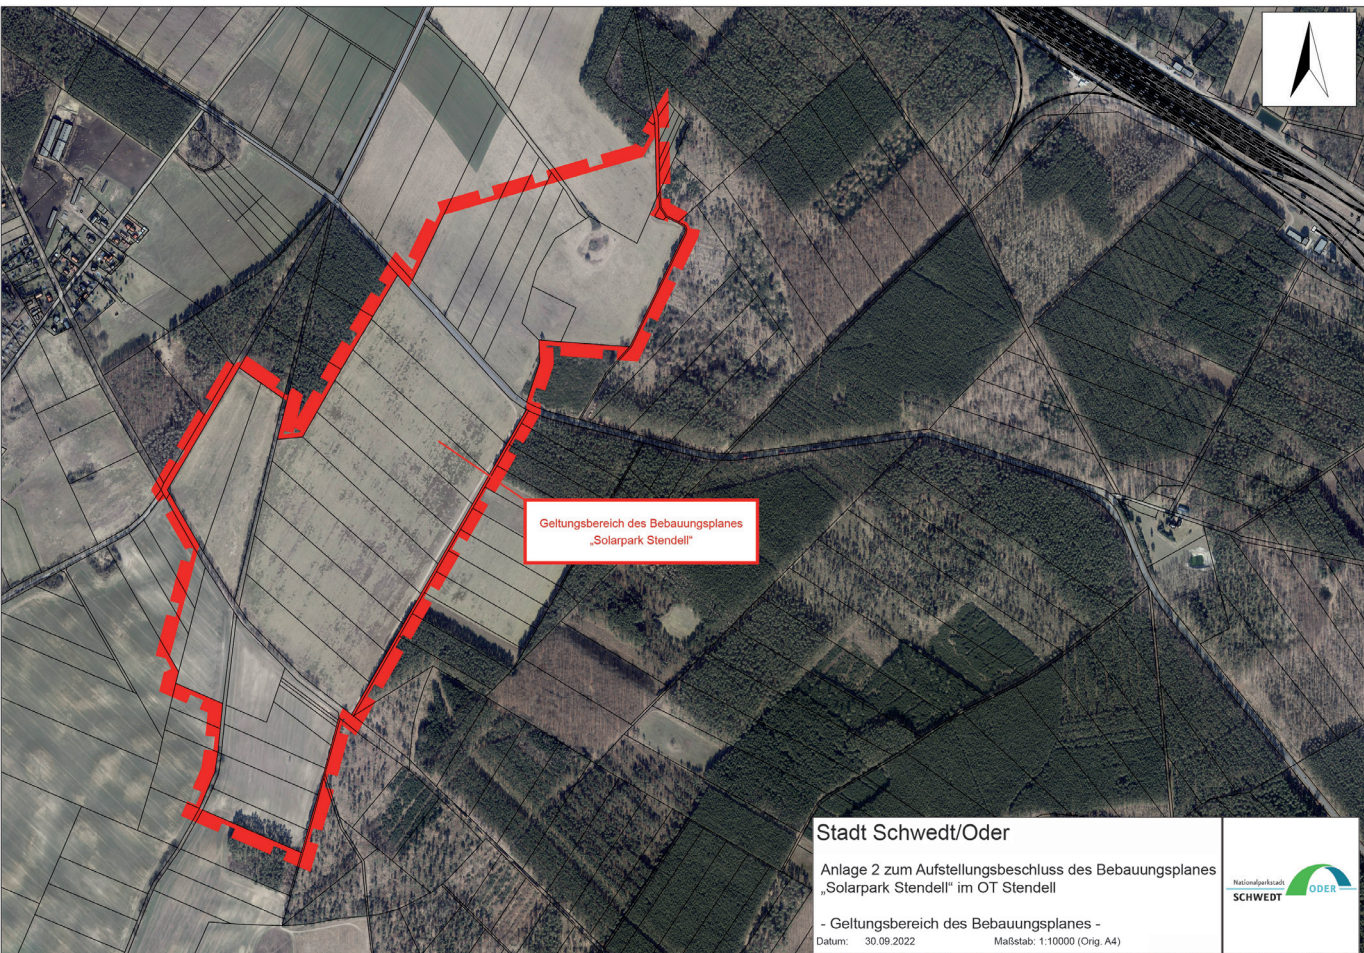 Geltungsbereich des Bebauungsplanes
„Solarpark Stendell“
Stadt Schwedt/Oder
Anlage 2 zum Aufstellungsbeschluss des Bebauungsplanes
„Solarpark Stendell“ im OT Stendell
- Geltungsbereich des Bebauungsplanes -
Datum: 30.09.2022 Maßstab: 1:10000 (Orig. A4)
Nationalparkstadt
SCHWEDT
ODER